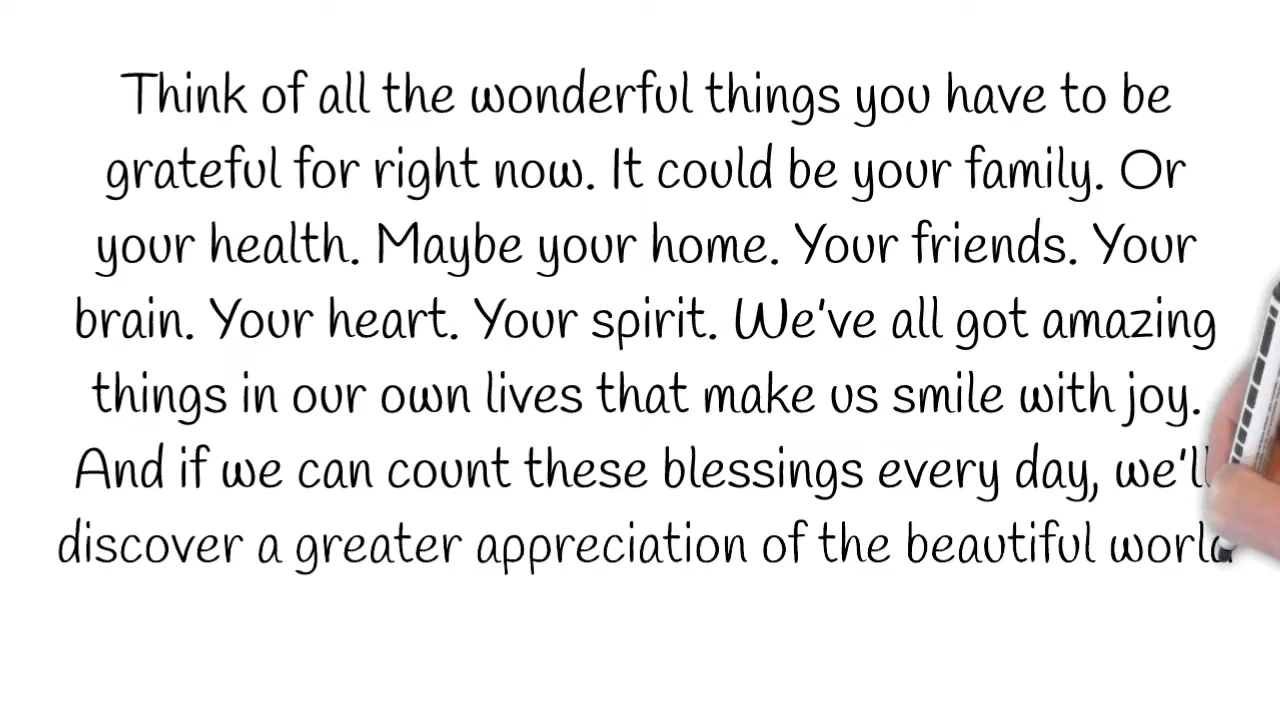 Think of all the wonderful things you have to be
grateful for right now. It could be your family. Or
your health. Maybe your home. Your friends. Your
brain. Your heart. Your spirit. We've all got amazing
things in our own lives that make us smile with joy.
And if we can count these blessings every day, we'll
discover a greater appreciation of the beautiful world